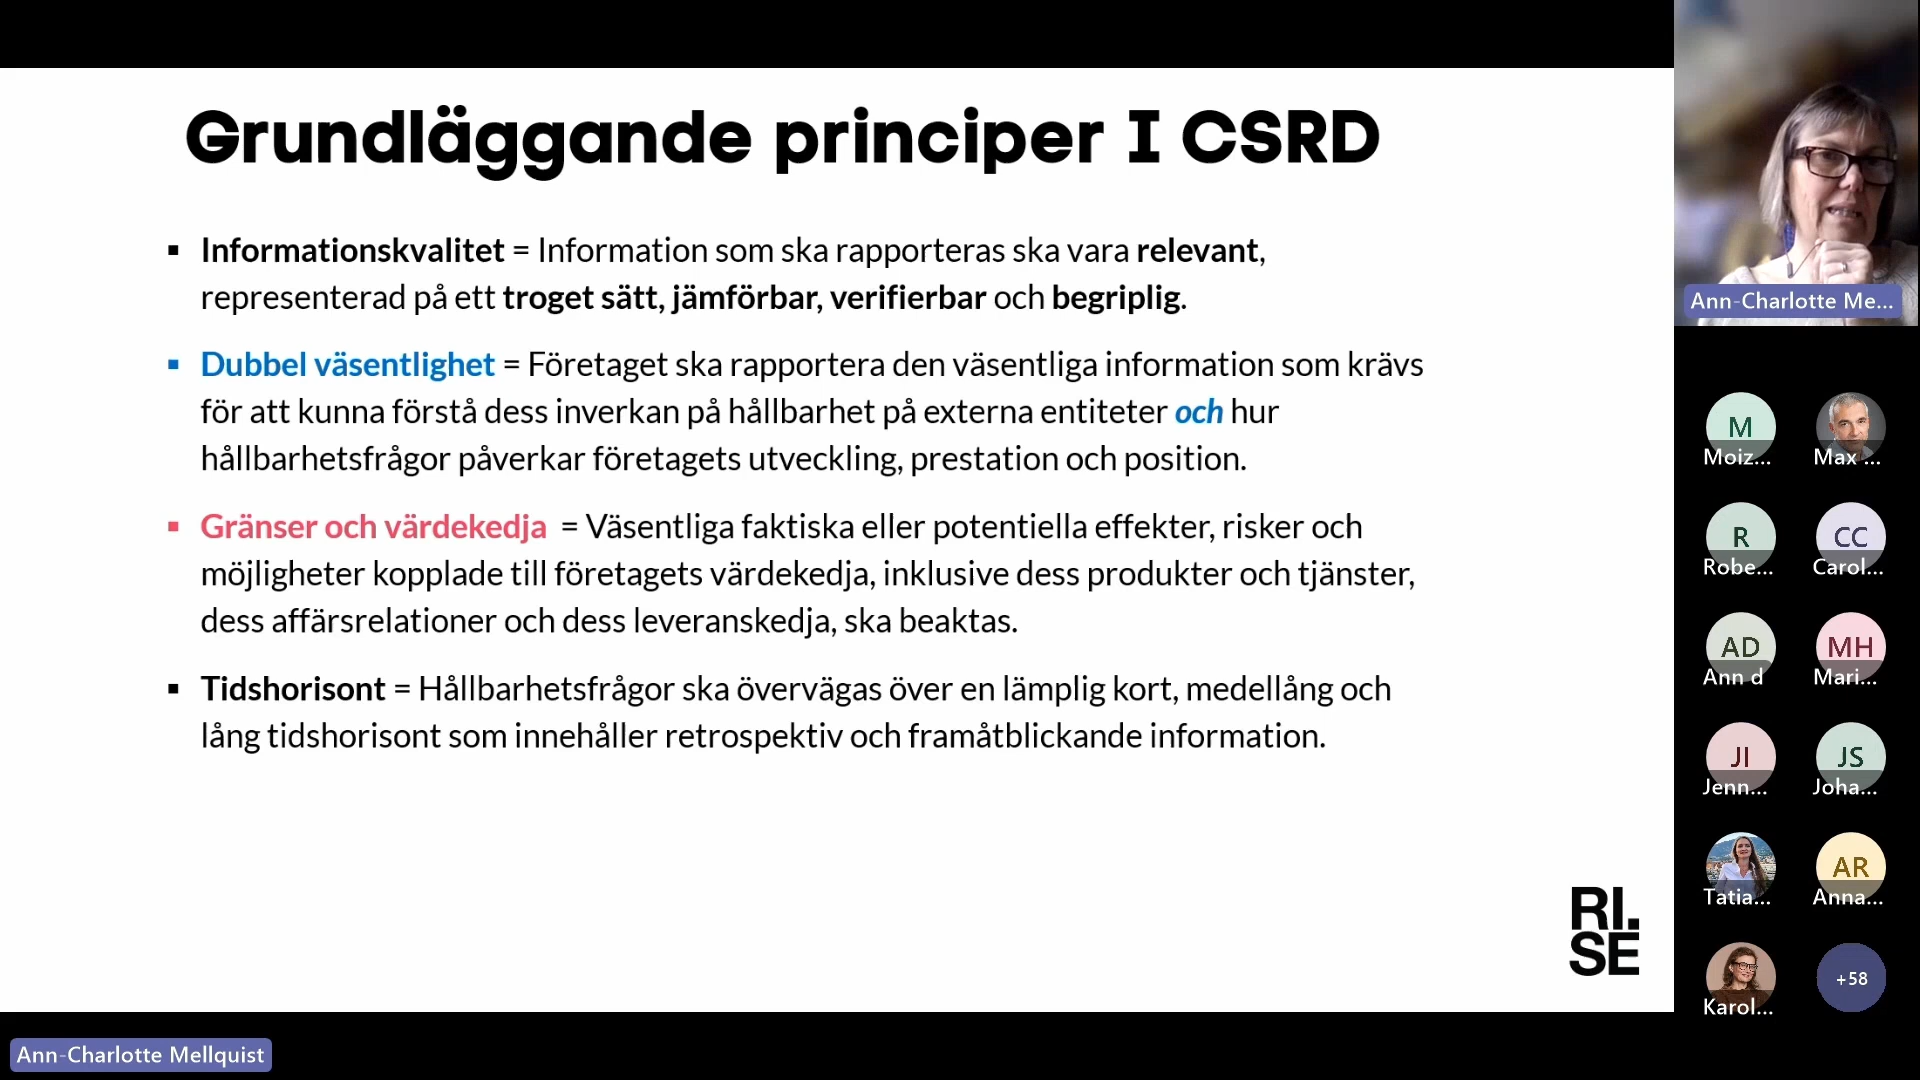 Grundläggande principer I CSRD
▪ Informationskvalitet = Information som ska rapporteras ska vara relevant,
representerad på ett troget sätt, jämförbar, verifierbar och begriplig.
▪ Dubbel väsentlighet = Företaget ska rapportera den väsentliga information som krävs
för att kunna förstå dess inverkan på hållbarhet på externa entiteter och hur
hållbarhetsfrågor påverkar företagets utveckling, prestation och position.
▪ Gränser och värdekedja = Väsentliga faktiska eller potentiella effekter, risker och
möjligheter kopplade till företagets värdekedja, inklusive dess produkter och tjänster,
dess affärsrelationer och dess leveranskedja, ska beaktas.
▪ Tidshorisont = Hållbarhetsfrågor ska övervägas över en lämplig kort, medellång och
lång tidshorisont som innehåller retrospektiv och framåtblickande information.
RI.
SE
Ann-Charlotte Mellquist
Ann-Charlotte Me...
M
Moiz...
Max ...
R
Robe...
CC
Carol...
AD
Ann d
MH
Mari...
JI
Jenn...
JS
Joha...
Tatia...
AR
Anna...
Karol...
+58